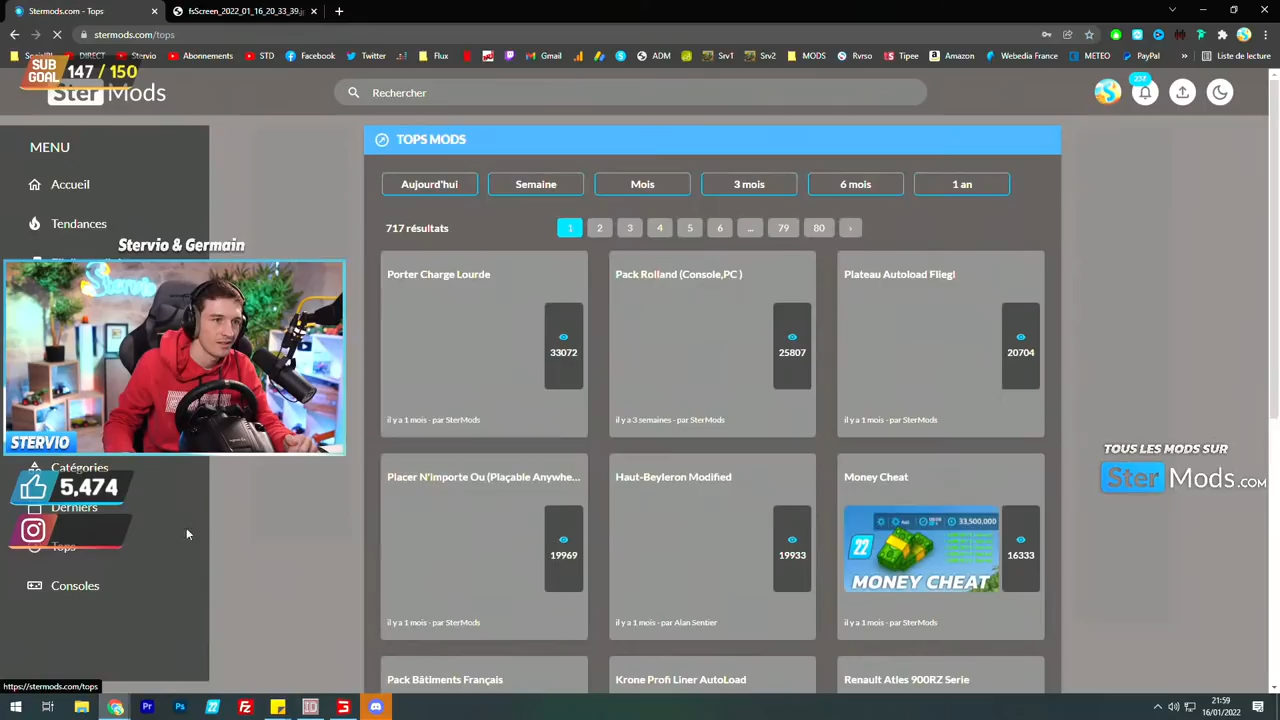 Stermods.com - Tops
fsScreen_2022_01_16_20_33_39.j
stermods.com/tops
DIRECT
Stervio
Abonnements
STD
Facebook
Twitter
Flux
Gmail
ADM
Srv1
Srv2
MODS
Rvrso
Tipee
Amazon
Webedia France
METEO
PayPal
Liste de lecture
SUB GOAL
147 / 150
Ster Mods
Rechercher
237
MENU
Accueil
Tendances
Stervio & Germain
STERVIO
Catégories
5,474
Derniers
Tops
Consoles
TOPS MODS
Aujourd'hui
Semaine
Mois
3 mois
6 mois
1 an
717 résultats
1 2 3 4 5 6 ... 79 80 ›
Porter Charge Lourde
33072
il y a 1 mois - par SterMods
Pack Rolland (Console,PC )
25807
il y a 3 semaines - par SterMods
Plateau Autoload Fliegl
20704
il y a 1 mois - par SterMods
Placer N'Importe Ou (Plaçable Anywhe...
19969
il y a 1 mois - par SterMods
Haut-Beyleron Modified
19933
il y a 1 mois - par Alan Sentier
Money Cheat
33,500,000
22
MONEY CHEAT
16333
il y a 1 mois - par SterMods
Pack Bâtiments Français
Krone Profi Liner AutoLoad
Renault Atles 900RZ Serie
TOUS LES MODS SUR
SterMods.COM
https://stermods.com/tops
21:59
16/01/2022